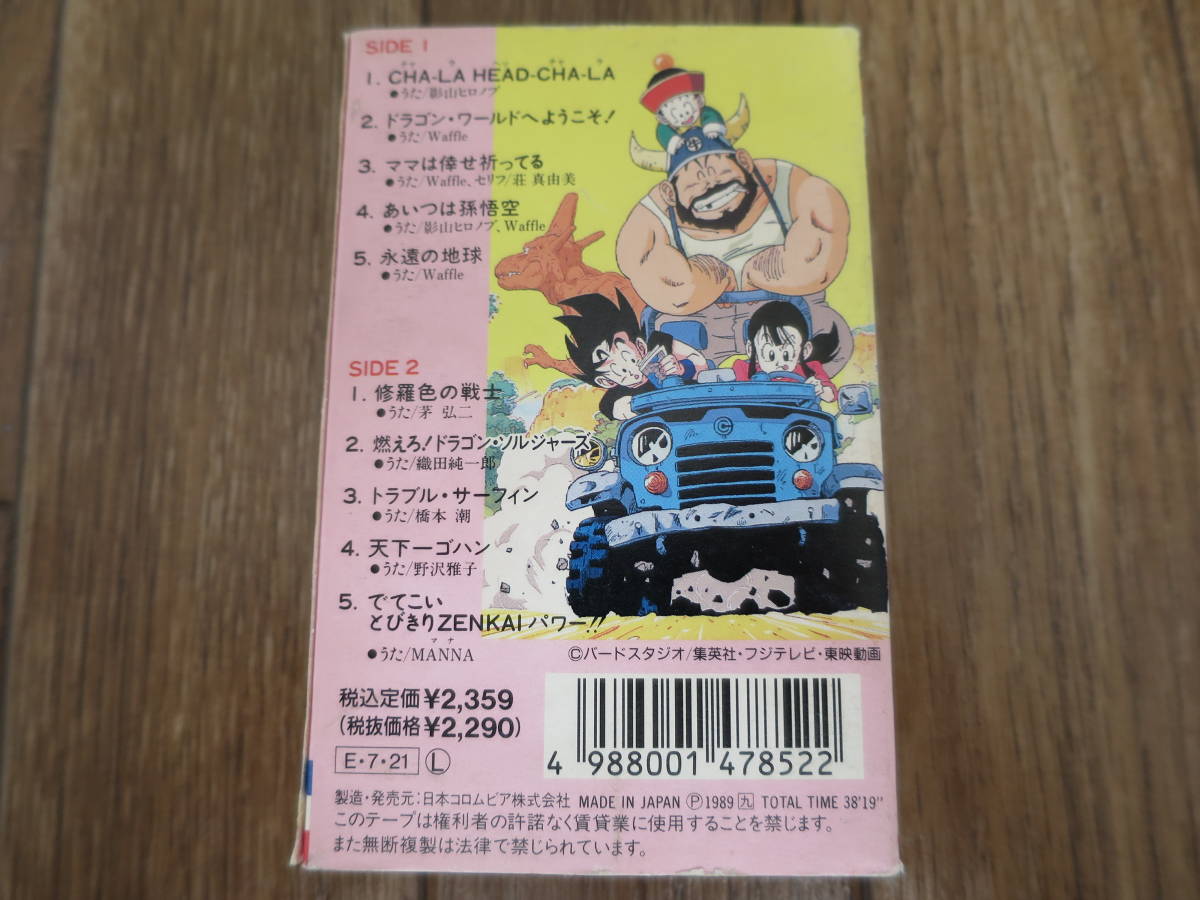 SIDE 1
チャ ラ ヘッ チャ ラ
1. CHA-LA HEAD-CHA-LA
●うた/影山ヒロノブ
2. ドラゴン・ワールドへようこそ!
●うた/Waffle
3. ママは倖せ祈ってる
●うた/Waffle、セリフ/荘 真由美
4. あいつは孫悟空
●うた/影山ヒロノブ、Waffle
5. 永遠の地球
●うた/Waffle
SIDE 2
1. 修羅色の戦士
●うた/茅 弘二
2. 燃えろ!ドラゴン・ソルジャーズ
●うた/織田純一郎
3. トラブル・サーフィン
●うた/橋本 潮
4. 天下一ゴハン
●うた/野沢雅子
5. でてこい
とびきりZENKAIパワー!!
マ ナ
●うた/MANNA
©バードスタジオ/集英社・フジテレビ・東映動画
税込定価¥2,359
(税抜価格¥2,290)
E・7・21 Ⓛ
4 988001 478522
製造・発売元:日本コロムビア株式会社 MADE IN JAPAN Ⓟ1989 九 TOTAL TIME 38'19"
このテープは権利者の許諾なく賃貸業に使用することを禁じます。
また無断複製は法律で禁じられています。